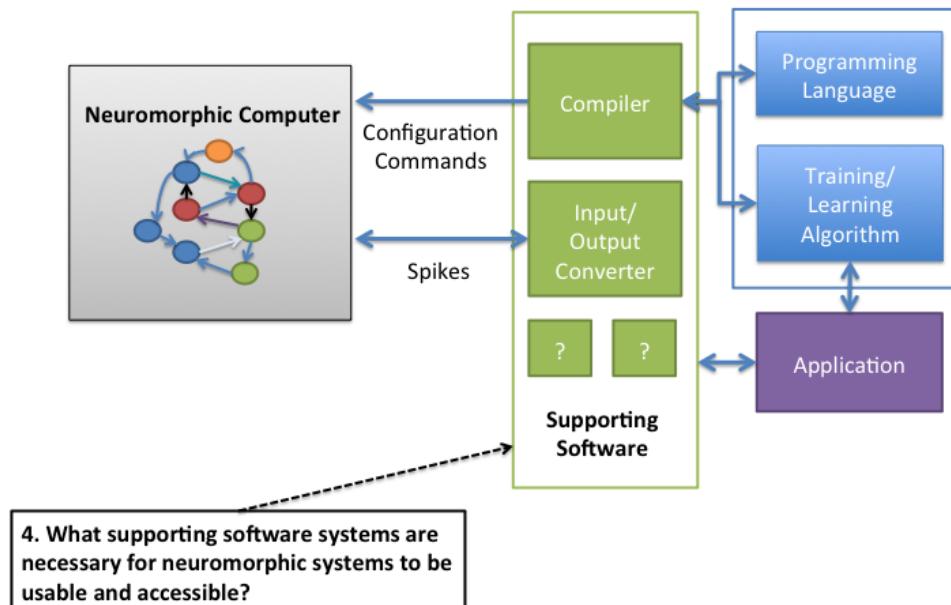 Neuromorphic Computer
Configuration
Commands
Spikes
Compiler
Input/
Output
Converter
?
?
Supporting
Software
Programming
Language
Training/
Learning
Algorithm
Application
4. What supporting software systems are
necessary for neuromorphic systems to be
usable and accessible?